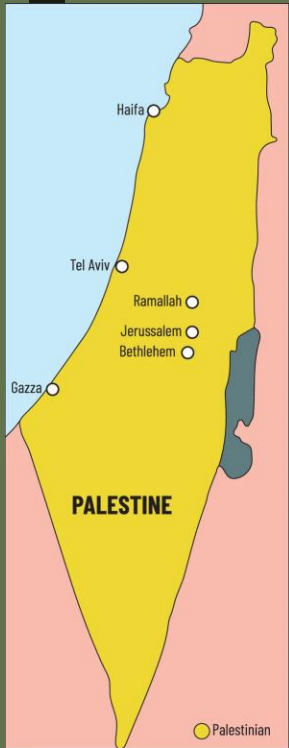 Haifa
Tel Aviv
Ramallah
Jerussalem
Bethlehem
Gazza
PALESTINE
Palestinian